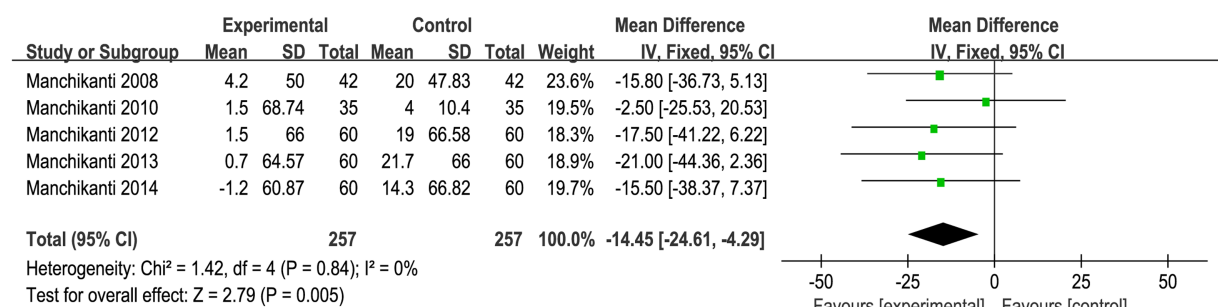 Experimental Control Mean Difference Mean Difference
Study or Subgroup Mean SD Total Mean SD Total Weight IV, Fixed, 95% CI IV, Fixed, 95% CI
Manchikanti 2008 4.2 50 42 20 47.83 42 23.6% -15.80 [-36.73, 5.13]
Manchikanti 2010 1.5 68.74 35 4 10.4 35 19.5% -2.50 [-25.53, 20.53]
Manchikanti 2012 1.5 66 60 19 66.58 60 18.3% -17.50 [-41.22, 6.22]
Manchikanti 2013 0.7 64.57 60 21.7 66 60 18.9% -21.00 [-44.36, 2.36]
Manchikanti 2014 -1.2 60.87 60 14.3 66.82 60 19.7% -15.50 [-38.37, 7.37]
Total (95% CI) 257 257 100.0% -14.45 [-24.61, -4.29]
Heterogeneity: Chi² = 1.42, df = 4 (P = 0.84); I² = 0%
-50 -25 0 25 50
Test for overall effect: Z = 2.79 (P = 0.005)
Favours [experimental] Favours [control]